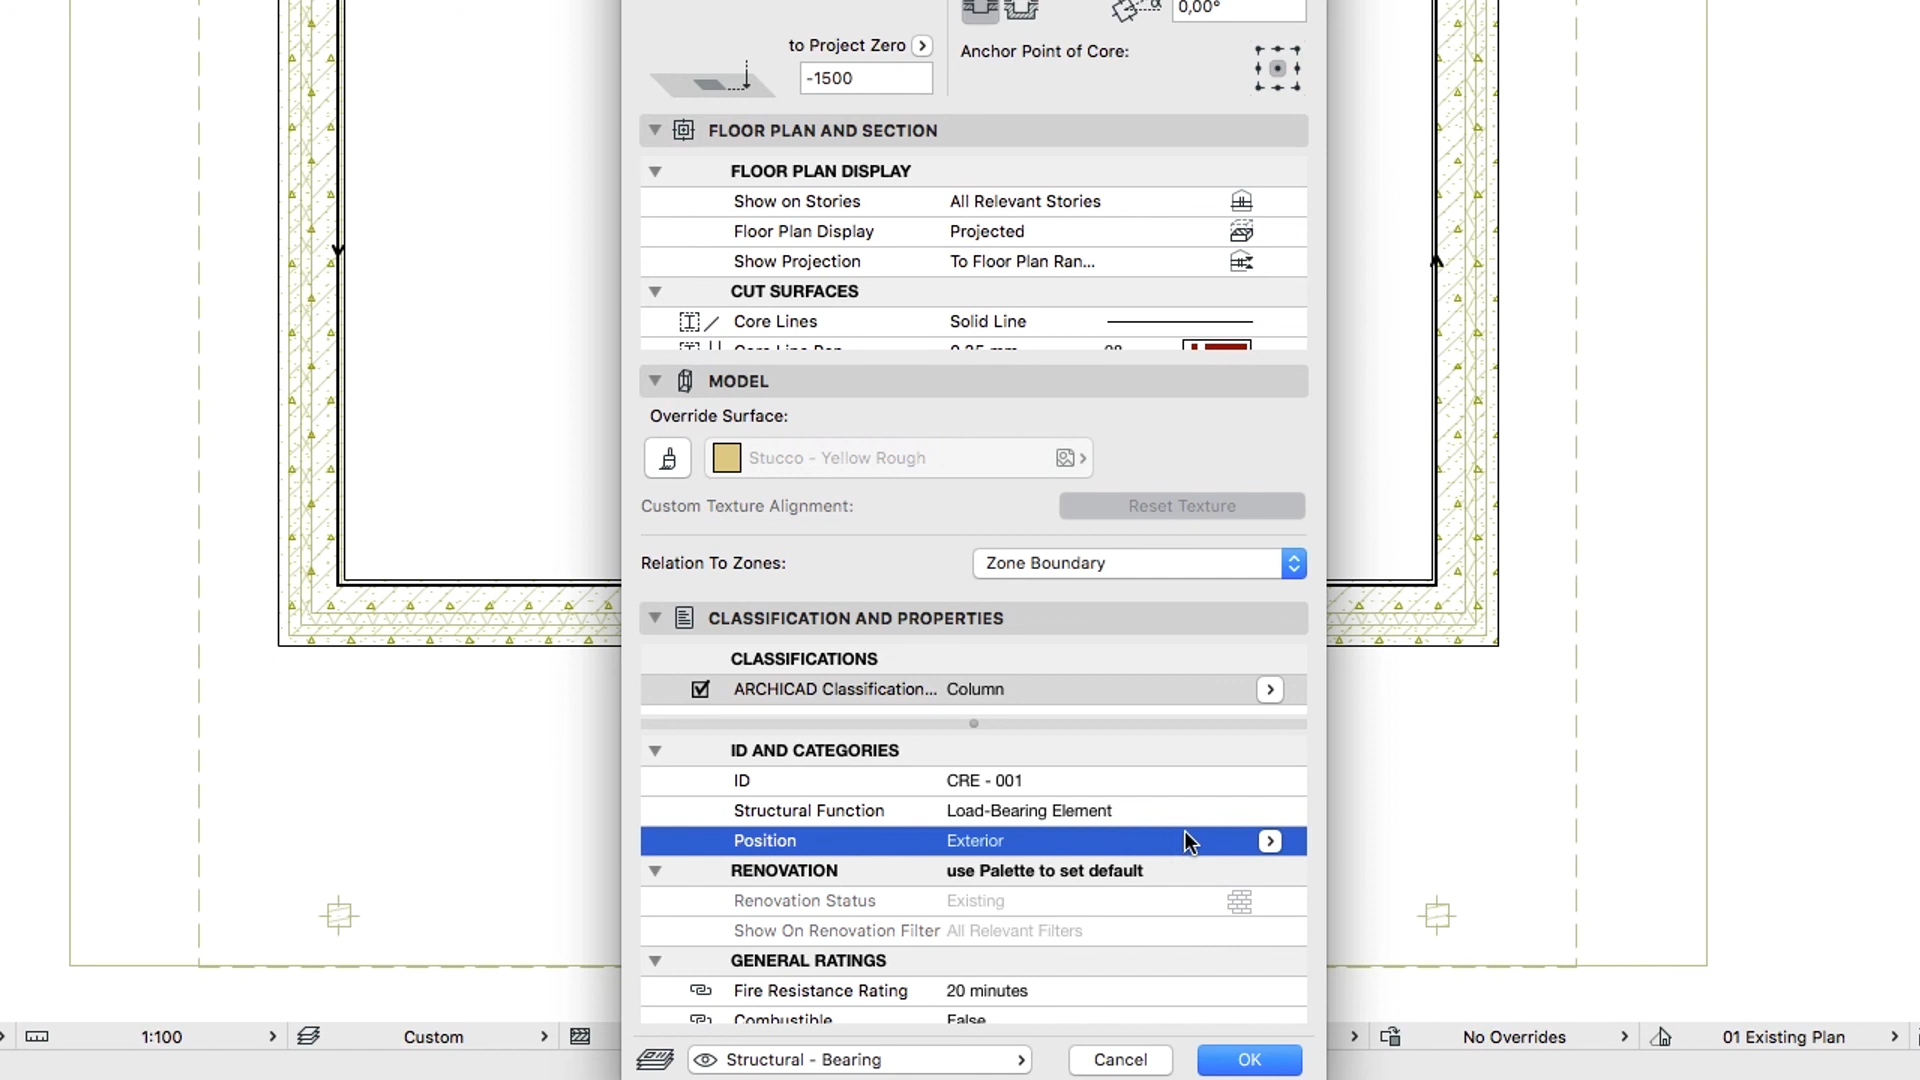 0,00°
to Project Zero
Anchor Point of Core:
-1500
FLOOR PLAN AND SECTION
FLOOR PLAN DISPLAY
Show on Stories All Relevant Stories
Floor Plan Display Projected
Show Projection To Floor Plan Ran...
CUT SURFACES
Core Lines Solid Line
MODEL
Override Surface:
Stucco - Yellow Rough
Custom Texture Alignment: Reset Texture
Relation To Zones: Zone Boundary
CLASSIFICATION AND PROPERTIES
CLASSIFICATIONS
ARCHICAD Classification... Column
ID AND CATEGORIES
ID CRE - 001
Structural Function Load-Bearing Element
Position Exterior
RENOVATION use Palette to set default
Renovation Status Existing
Show On Renovation Filter All Relevant Filters
GENERAL RATINGS
Fire Resistance Rating 20 minutes
Combustible False
1:100 Custom No Overrides 01 Existing Plan
Structural - Bearing Cancel OK